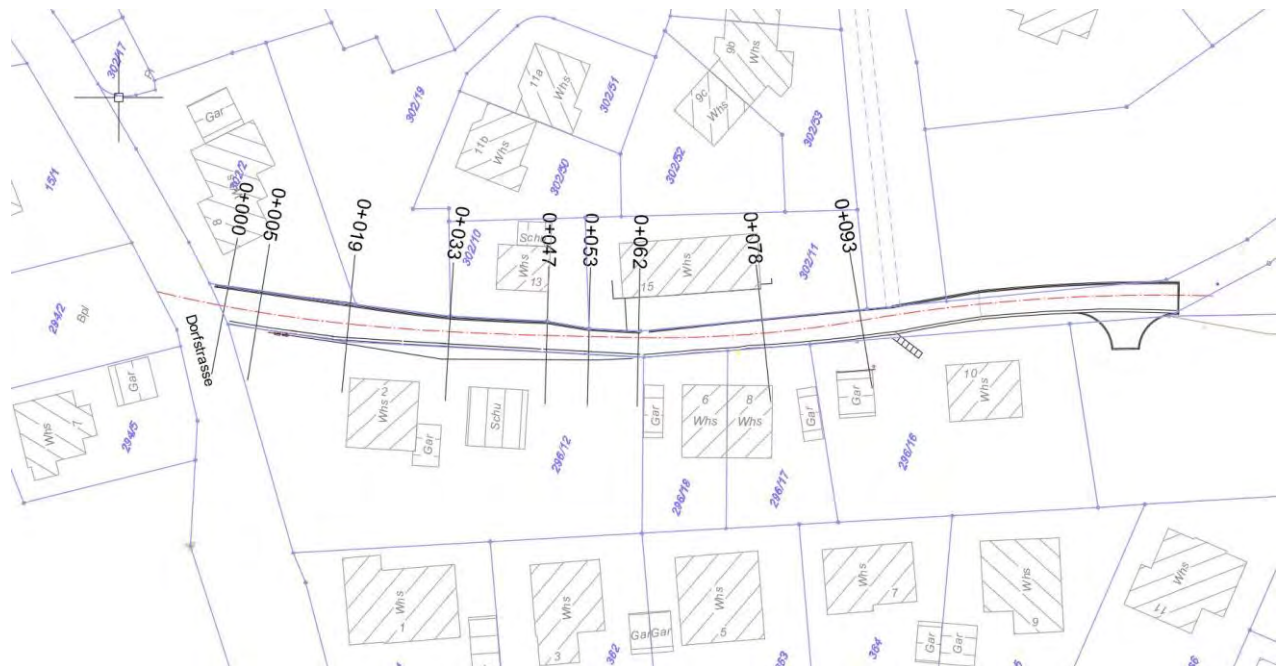 302/17
Fl
Gar
302/2
8
15/1
302/19
11a
Whs
302/51
11b
Whs
302/50
9b
Whs
9c
Whs
302/52
302/53
0+000
0+005
0+019
0+033
0+047
0+053
0+062
0+078
0+093
302/10
Schu
Whs
13
Whs
15
302/11
294/2
Bpl
Dorfstrasse
Gar
Whs
7
294/5
2
Whs
Gar
Schu
296/12
Gar
6
Whs
8
Whs
Gar
Gar
10
Whs
296/18
296/17
296/16
Whs
1
Whs
3
Gar
Gar
362
Whs
5
Whs
7
364
Gar
Gar
Whs
9
Whs
11